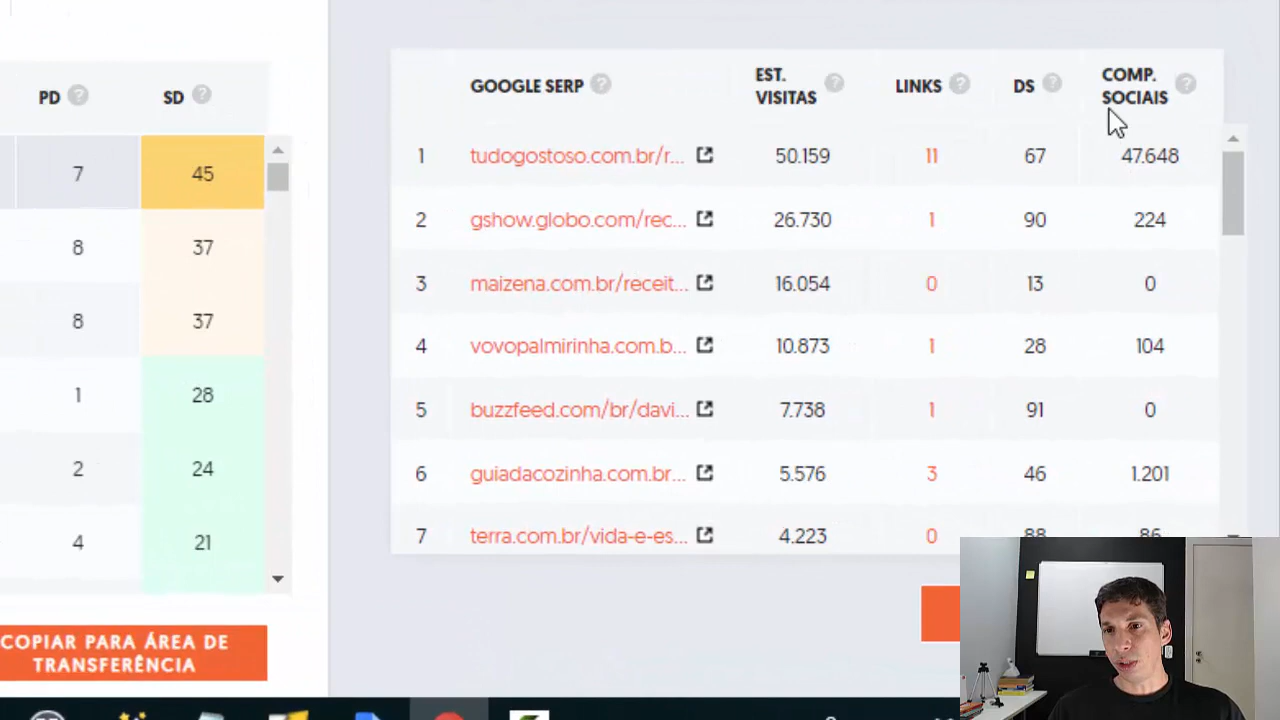 PD ? SD ?
7 45
8 37
8 37
1 28
2 24
4 21
COPIAR PARA ÁREA DE
TRANSFERÊNCIA
GOOGLE SERP ? EST. VISITAS ? LINKS ? DS ? COMP. SOCIAIS ?
1 tudogostoso.com.br/r... 50.159 11 67 47.648
2 gshow.globo.com/rec... 26.730 1 90 224
3 maizena.com.br/receit... 16.054 0 13 0
4 vovopalmirinha.com.b... 10.873 1 28 104
5 buzzfeed.com/br/davi... 7.738 1 91 0
6 guiadacozinha.com.br... 5.576 3 46 1.201
7 terra.com.br/vida-e-es... 4.223 0 88 86